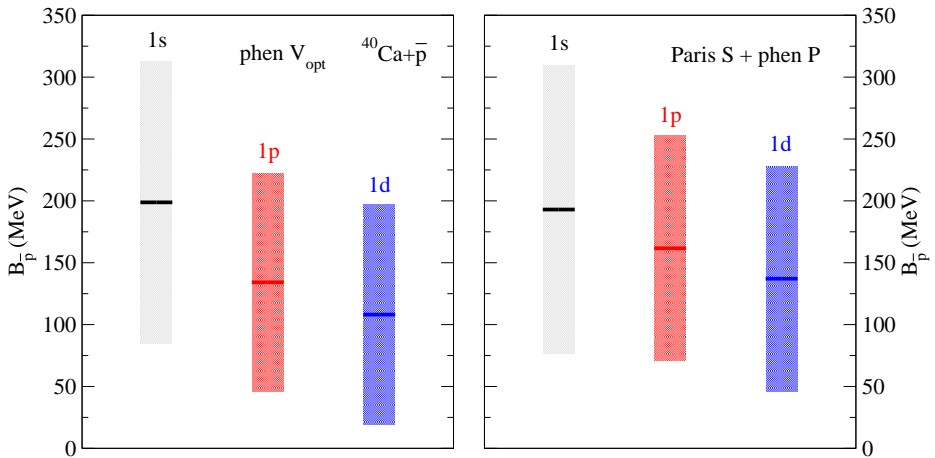 350
300
250
200
150
100
50
0
B_p̅ (MeV)
1s
phen V_opt
⁴⁰Ca+p̅
1p
1d
1s
Paris S + phen P
1p
1d
350
300
250
200
150
100
50
0
B_p̅ (MeV)